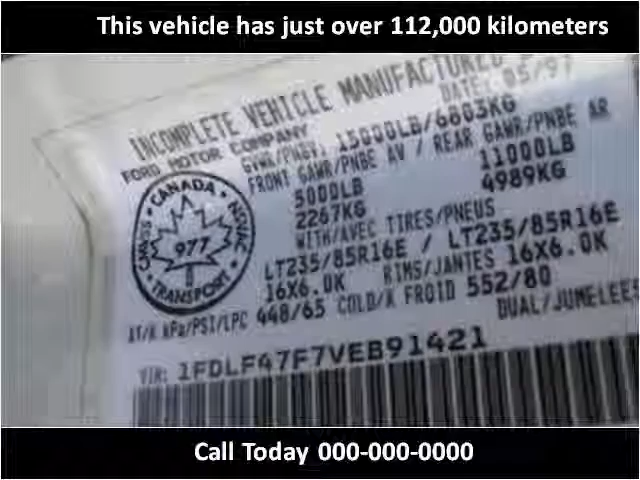 This vehicle has just over 112,000 kilometers
INCOMPLETE VEHICLE MANUFACTURED
FORD MOTOR COMPANY DATE: 05/97
GVWR/PNBV: 15000LB/6803KG
FRONT GAWR/PNBE AV / REAR GAWR/PNBE AR
5000LB 11000LB
2267KG 4989KG
WITH/AVEC TIRES/PNEUS
LT235/85R16E / LT235/85R16E
16X6.0K RIMS/JANTES 16X6.0K
AT/A kPa/PSI/LPC 448/65 COLD/A FROID 552/80
DUAL/JUMELEES
CANADA
CMVSS NSVAC
977
TRANSPORT
VIN: 1FDLF47F7VEB91421
Call Today 000-000-0000